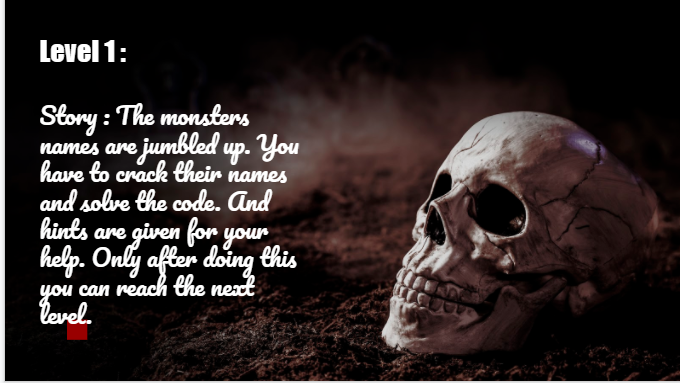 Level 1 :
Story : The monsters
names are jumbled up. You
have to crack their names
and solve the code. And
hints are given for your
help. Only after doing this
you can reach the next
level.